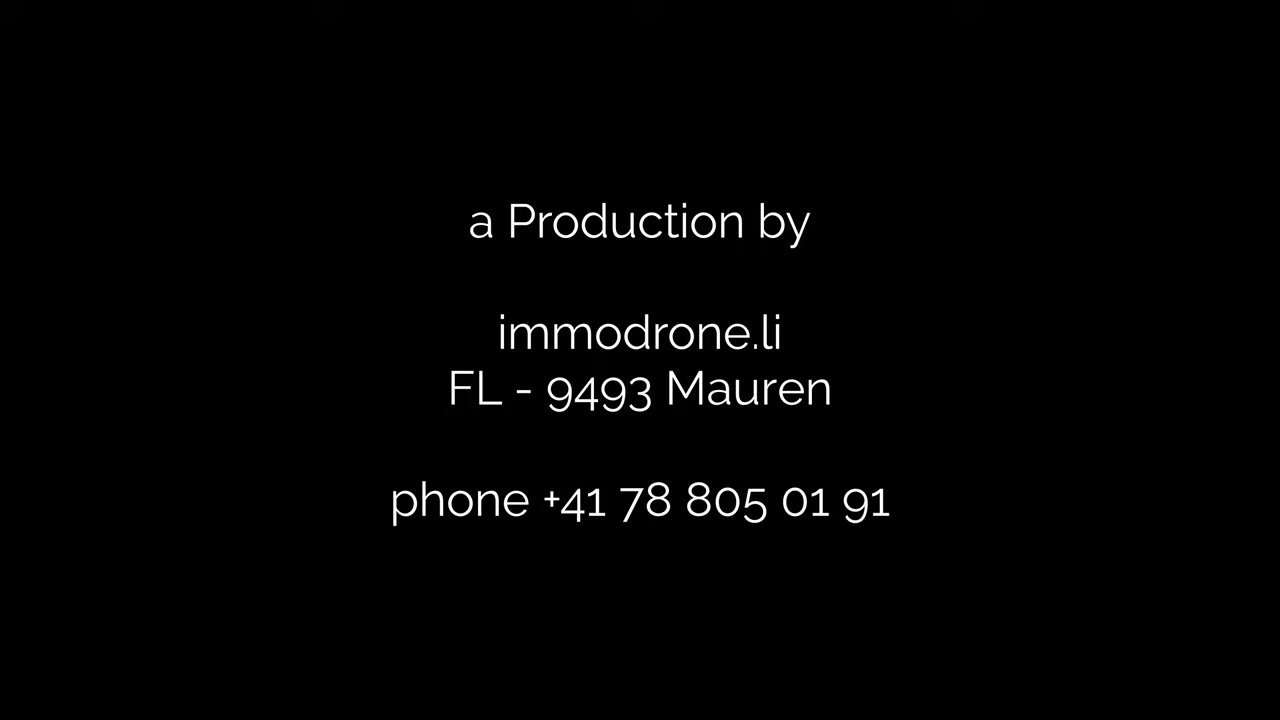 a Production by
immodrone.li
FL - 9493 Mauren
phone +41 78 805 01 91